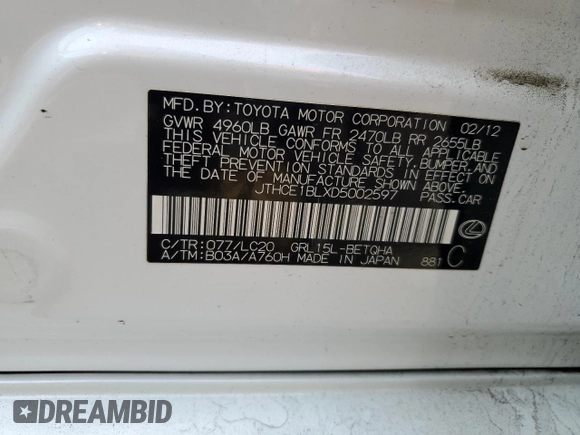 MFD. BY: TOYOTA MOTOR CORPORATION 02/12
GVWR 4960LB GAWR FR 2470LB RR 2655LB
THIS VEHICLE CONFORMS TO ALL APPLICABLE
FEDERAL MOTOR VEHICLE SAFETY, BUMPER, AND
THEFT PREVENTION STANDARDS IN EFFECT ON
THE DATE OF MANUFACTURE SHOWN ABOVE.
JTHCE1BLXD5002597 PASS. CAR
C/TR: 077/LC20 GRL15L-BETQHA
A/TM: B03A/A760H MADE IN JAPAN 881 C
DREAMBID